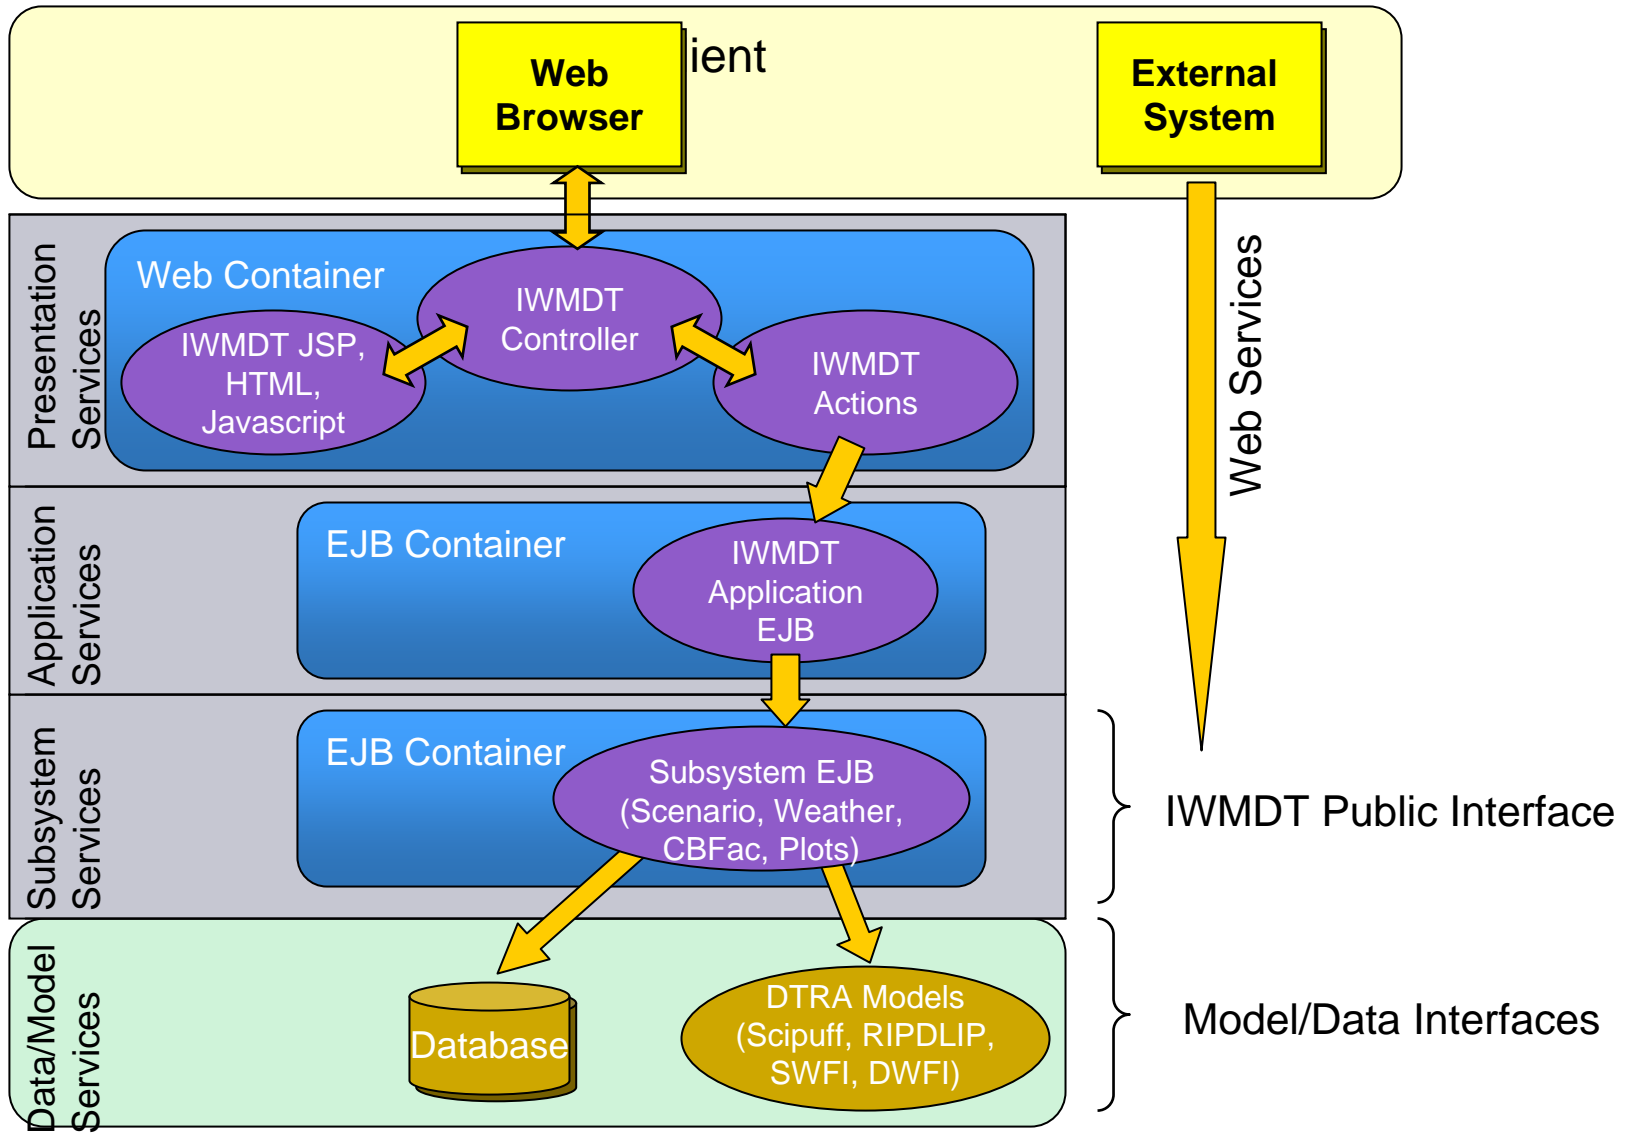 ient
Web
Browser
External
System
Presentation
Services
Web Container
IWMDT
Controller
IWMDT JSP,
HTML,
Javascript
IWMDT
Actions
Web Services
Application
Services
EJB Container
IWMDT
Application
EJB
Subsystem
Services
EJB Container
Subsystem EJB
(Scenario, Weather,
CBFac, Plots)
IWMDT Public Interface
Data/Model
Services
Database
DTRA Models
(Scipuff, RIPDLIP,
SWFI, DWFI)
Model/Data Interfaces